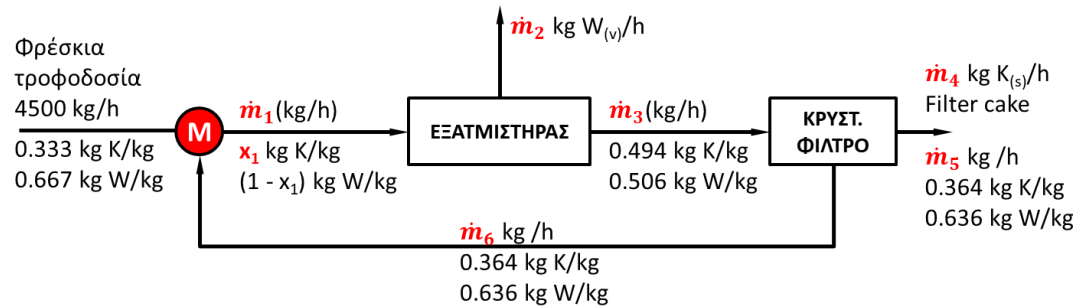 Φρέσκια
τροφοδοσία
4500 kg/h
0.333 kg K/kg
0.667 kg W/kg
M
ṁ₁(kg/h)
x₁ kg K/kg
(1 - x₁) kg W/kg
ṁ₂ kg W₍ᵥ₎/h
ΕΞΑΤΜΙΣΤΗΡΑΣ
ṁ₃(kg/h)
0.494 kg K/kg
0.506 kg W/kg
ΚΡΥΣΤ.
ΦΙΛΤΡΟ
ṁ₄ kg K₍ₛ₎/h
Filter cake
ṁ₅ kg /h
0.364 kg K/kg
0.636 kg W/kg
ṁ₆ kg /h
0.364 kg K/kg
0.636 kg W/kg